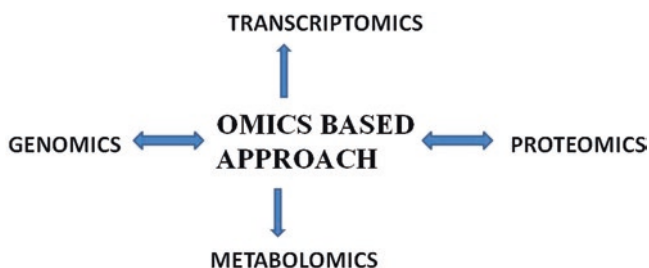 TRANSCRIPTOMICS
GENOMICS
OMICS BASED
APPROACH
PROTEOMICS
METABOLOMICS